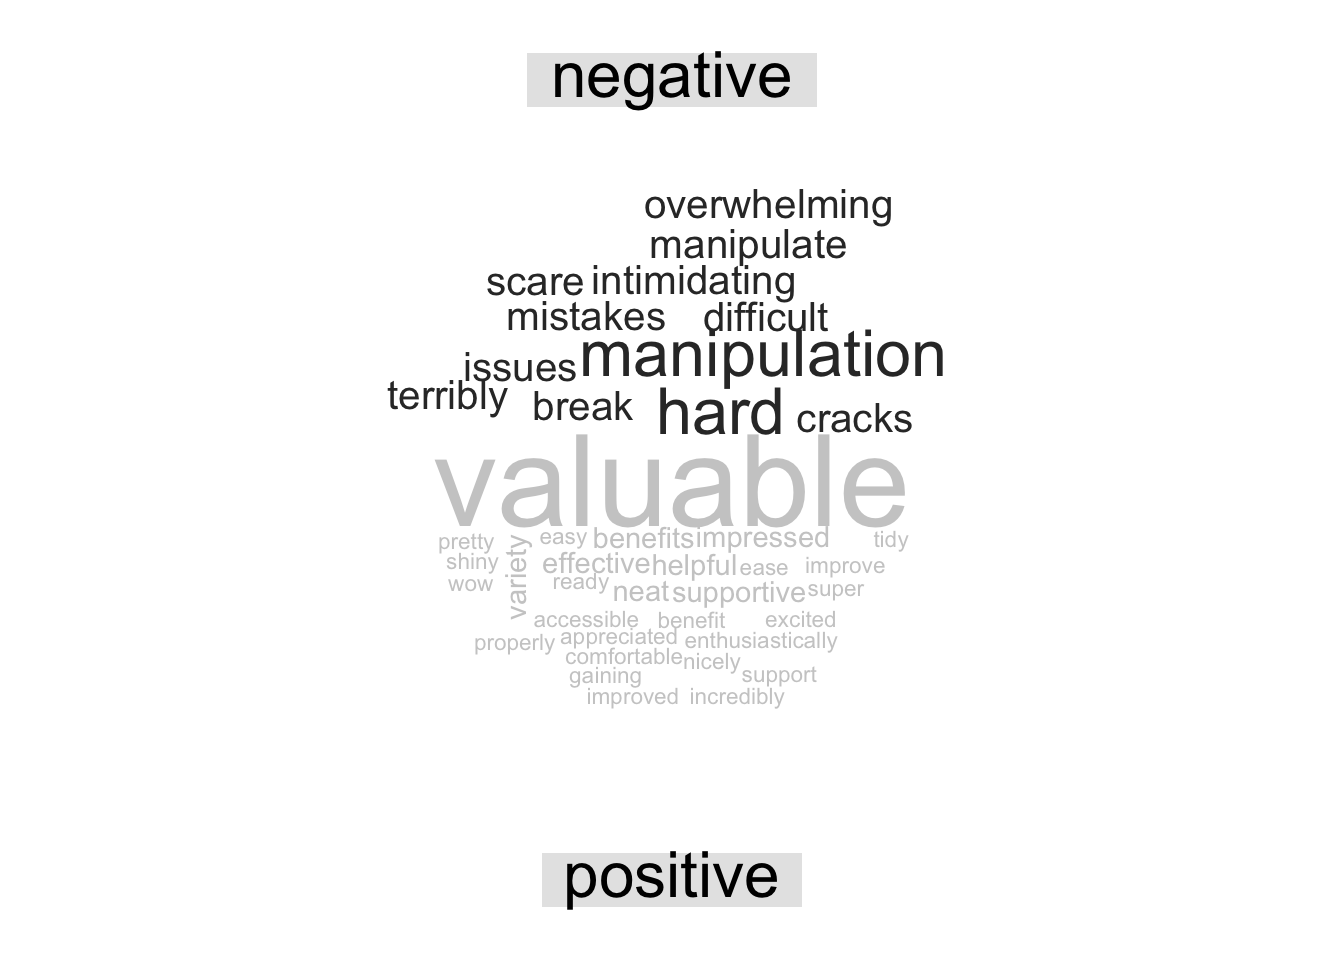 negative
overwhelming
manipulate
scare intimidating
mistakes difficult
issues manipulation
terribly break hard cracks
valuable
pretty variety easy benefits impressed tidy
shiny effective helpful ease improve
wow ready neat supportive super
accessible benefit excited
properly appreciated enthusiastically
comfortable nicely
gaining support
improved incredibly
positive